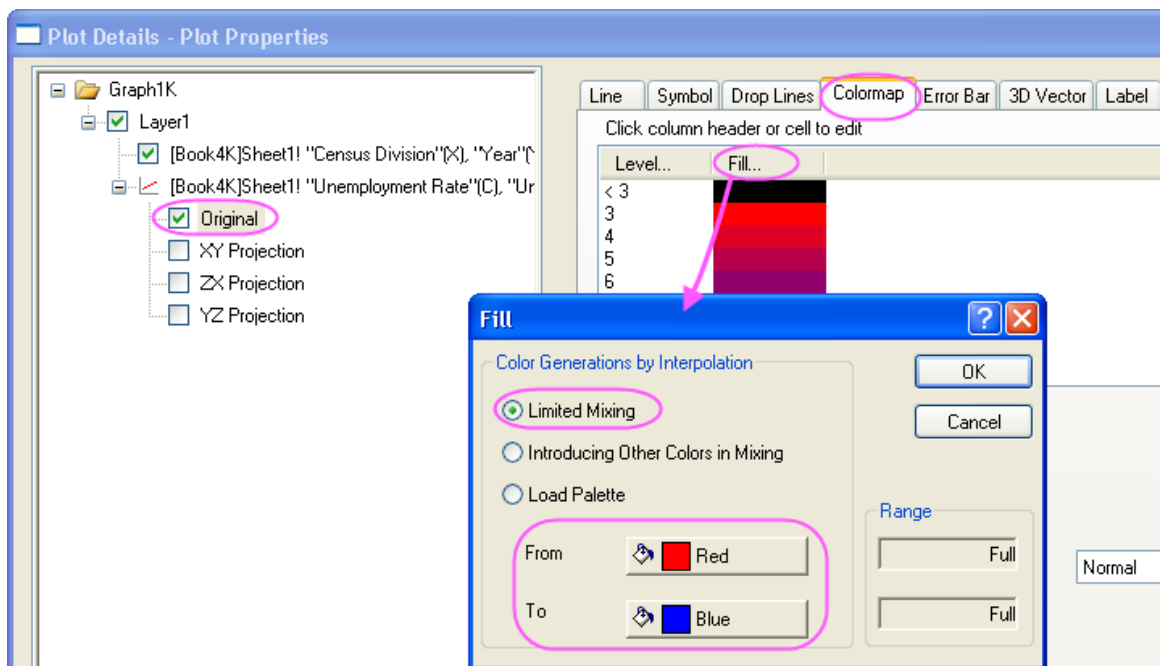 Plot Details - Plot Properties
Graph1K
Layer1
[Book4K]Sheet1! "Census Division"(X), "Year"(
[Book4K]Sheet1! "Unemployment Rate"(C), "Ur
Original
XY Projection
ZX Projection
YZ Projection
Line Symbol Drop Lines Colormap Error Bar 3D Vector Label
Click column header or cell to edit
Level... Fill...
< 3
3
4
5
6
Fill
Color Generations by Interpolation
Limited Mixing
Introducing Other Colors in Mixing
Load Palette
From Red
To Blue
OK
Cancel
Range
Full
Full
Normal